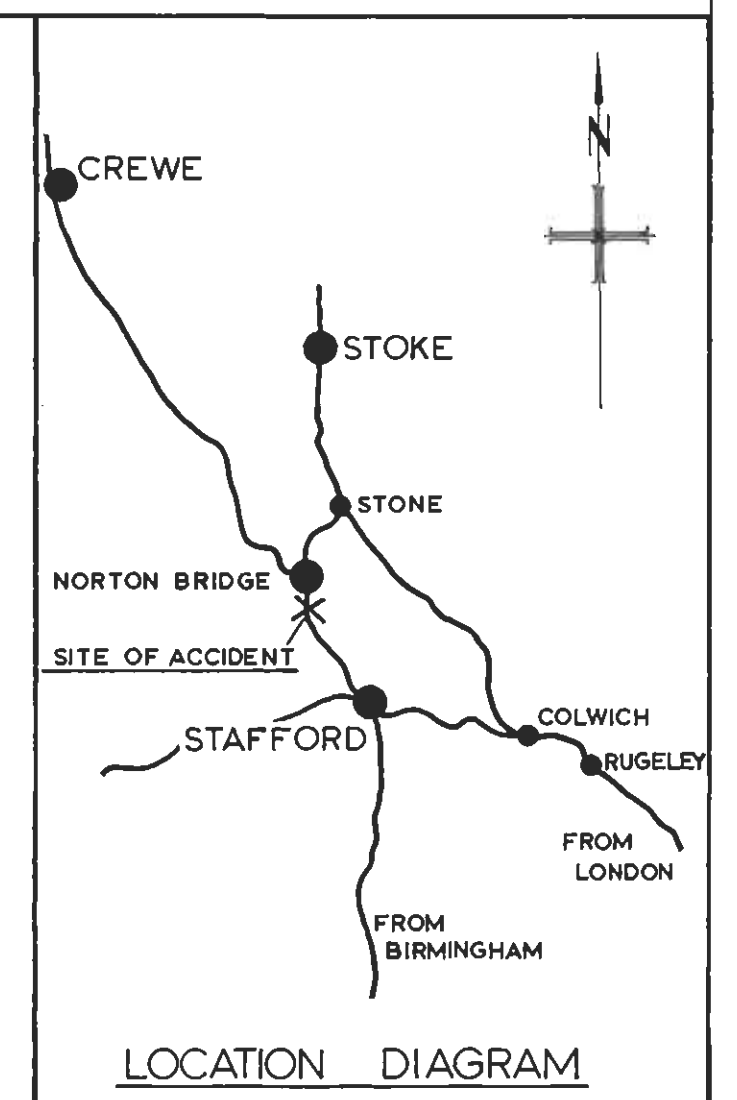 N
CREWE
STOKE
STONE
NORTON BRIDGE
SITE OF ACCIDENT
COLWICH
STAFFORD
RUGELEY
FROM
LONDON
FROM
BIRMINGHAM
LOCATION DIAGRAM